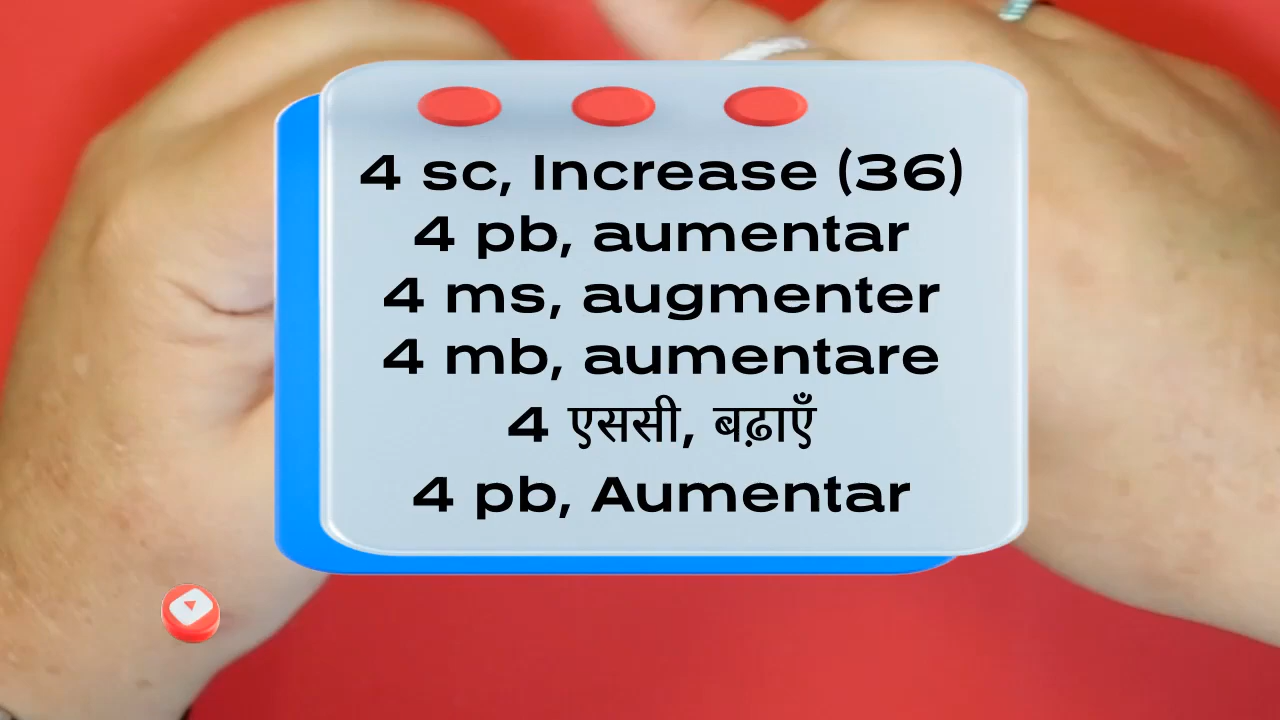 4 sc, Increase (36)
4 pb, aumentar
4 ms, augmenter
4 mb, aumentare
4 एससी, बढ़ाएँ
4 pb, Aumentar